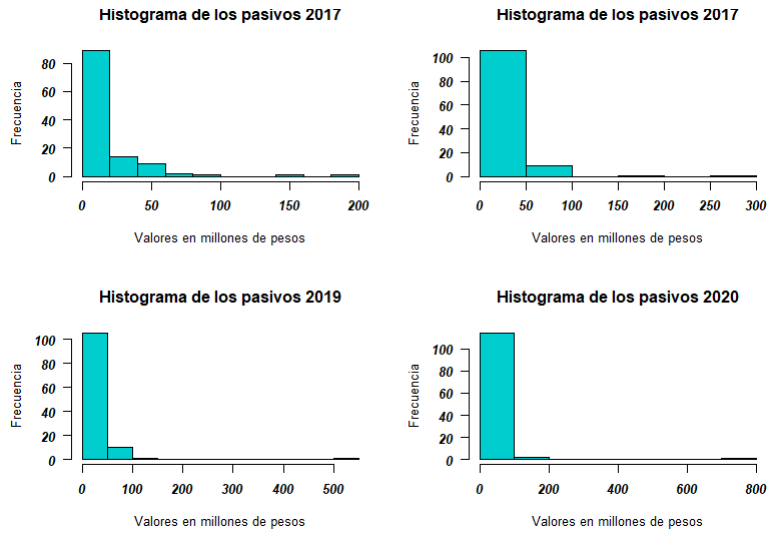 Histograma de los pasivos 2017
Frecuencia
80
60
40
20
0
0 50 100 150 200
Valores en millones de pesos
Histograma de los pasivos 2017
Frecuencia
100
80
60
40
20
0
0 50 100 150 200 250 300
Valores en millones de pesos
Histograma de los pasivos 2019
Frecuencia
100
80
60
40
20
0
0 100 200 300 400 500
Valores en millones de pesos
Histograma de los pasivos 2020
Frecuencia
100
80
60
40
20
0
0 200 400 600 800
Valores en millones de pesos